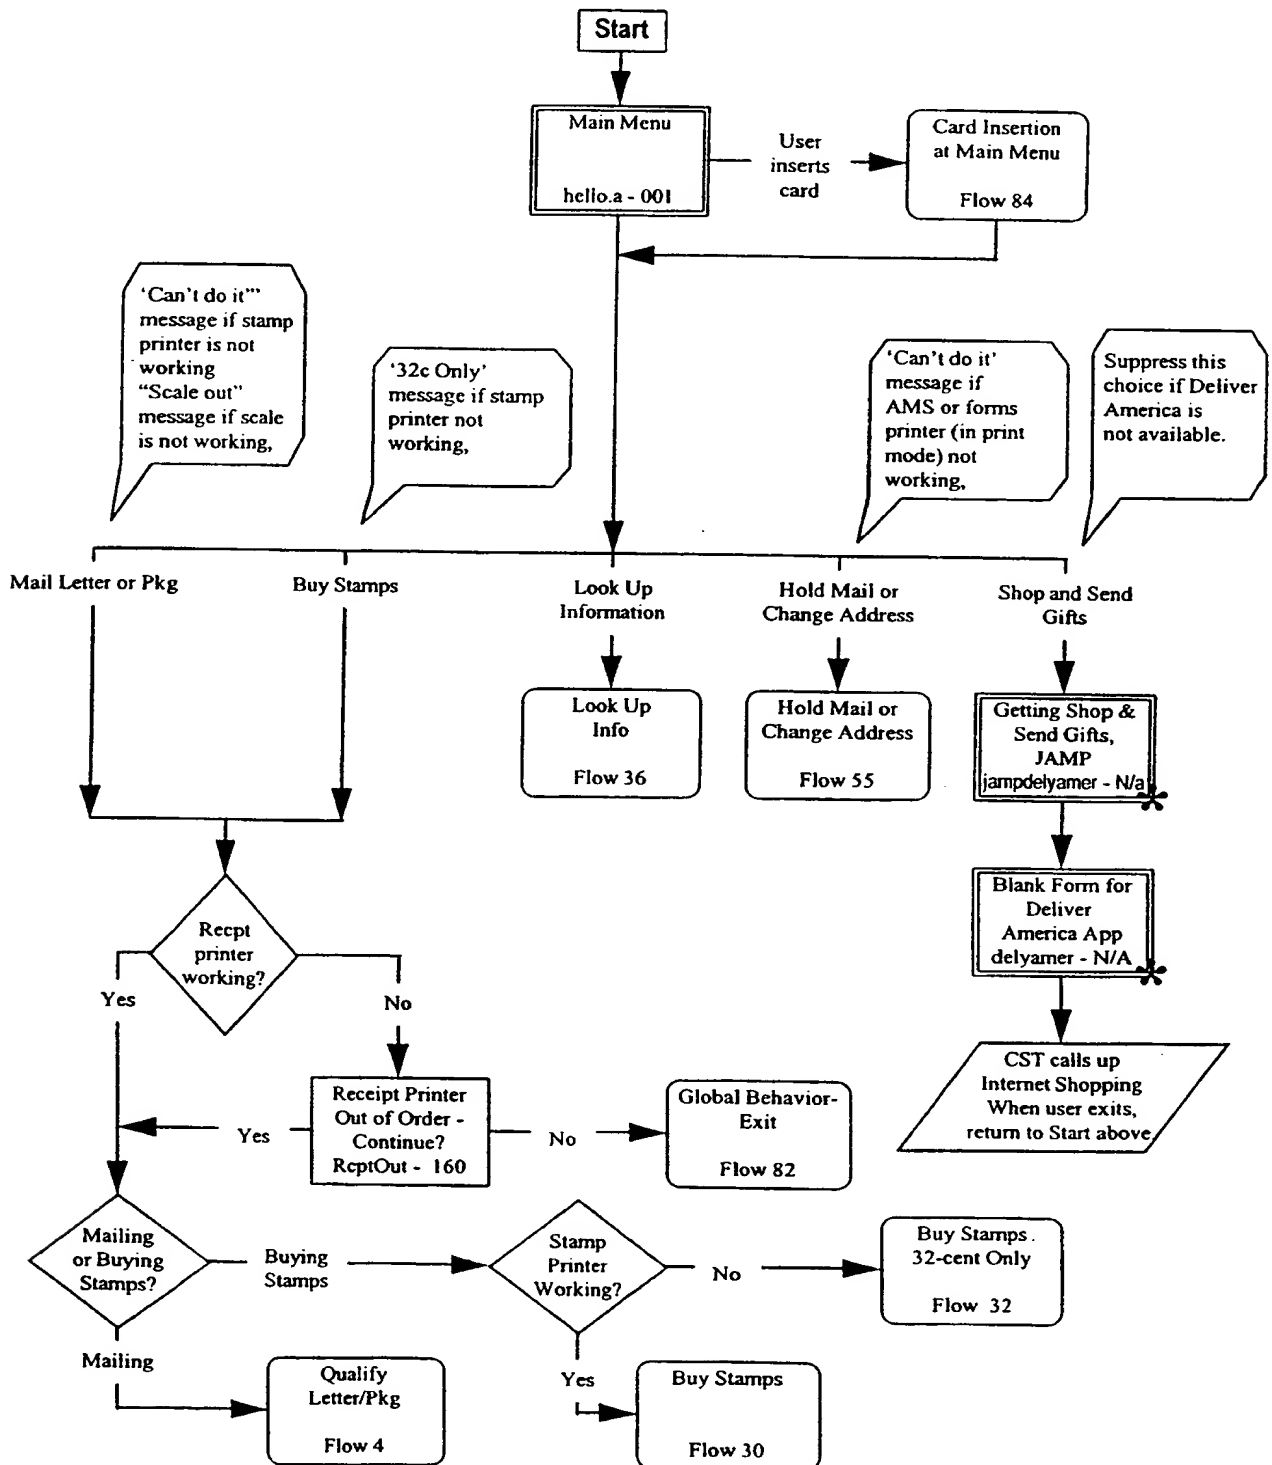 Start
Main Menu
hello.a - 001
User
inserts
card
Card Insertion
at Main Menu
Flow 84
'Can't do it"'
message if stamp
printer is not
working
"Scale out"
message if scale
is not working,
'32c Only'
message if stamp
printer not
working,
'Can't do it'
message if
AMS or forms
printer (in print
mode) not
working,
Suppress this
choice if Deliver
America is
not available.
Mail Letter or Pkg
Buy Stamps
Look Up
Information
Hold Mail or
Change Address
Shop and Send
Gifts
Look Up
Info
Flow 36
Hold Mail or
Change Address
Flow 55
Getting Shop &
Send Gifts,
JAMP
jampdelyamer - N/a
Blank Form for
Deliver
America App
delyamer - N/A
CST calls up
Internet Shopping
When user exits,
return to Start above.
Recpt
printer
working?
Yes
No
Receipt Printer
Out of Order -
Continue?
RcptOut - 160
Yes
No
Global Behavior-
Exit
Flow 82
Mailing
or Buying
Stamps?
Buying
Stamps
Stamp
Printer
Working?
No
Buy Stamps.
32-cent Only
Flow 32
Mailing
Qualify
Letter/Pkg
Flow 4
Yes
Buy Stamps
Flow 30